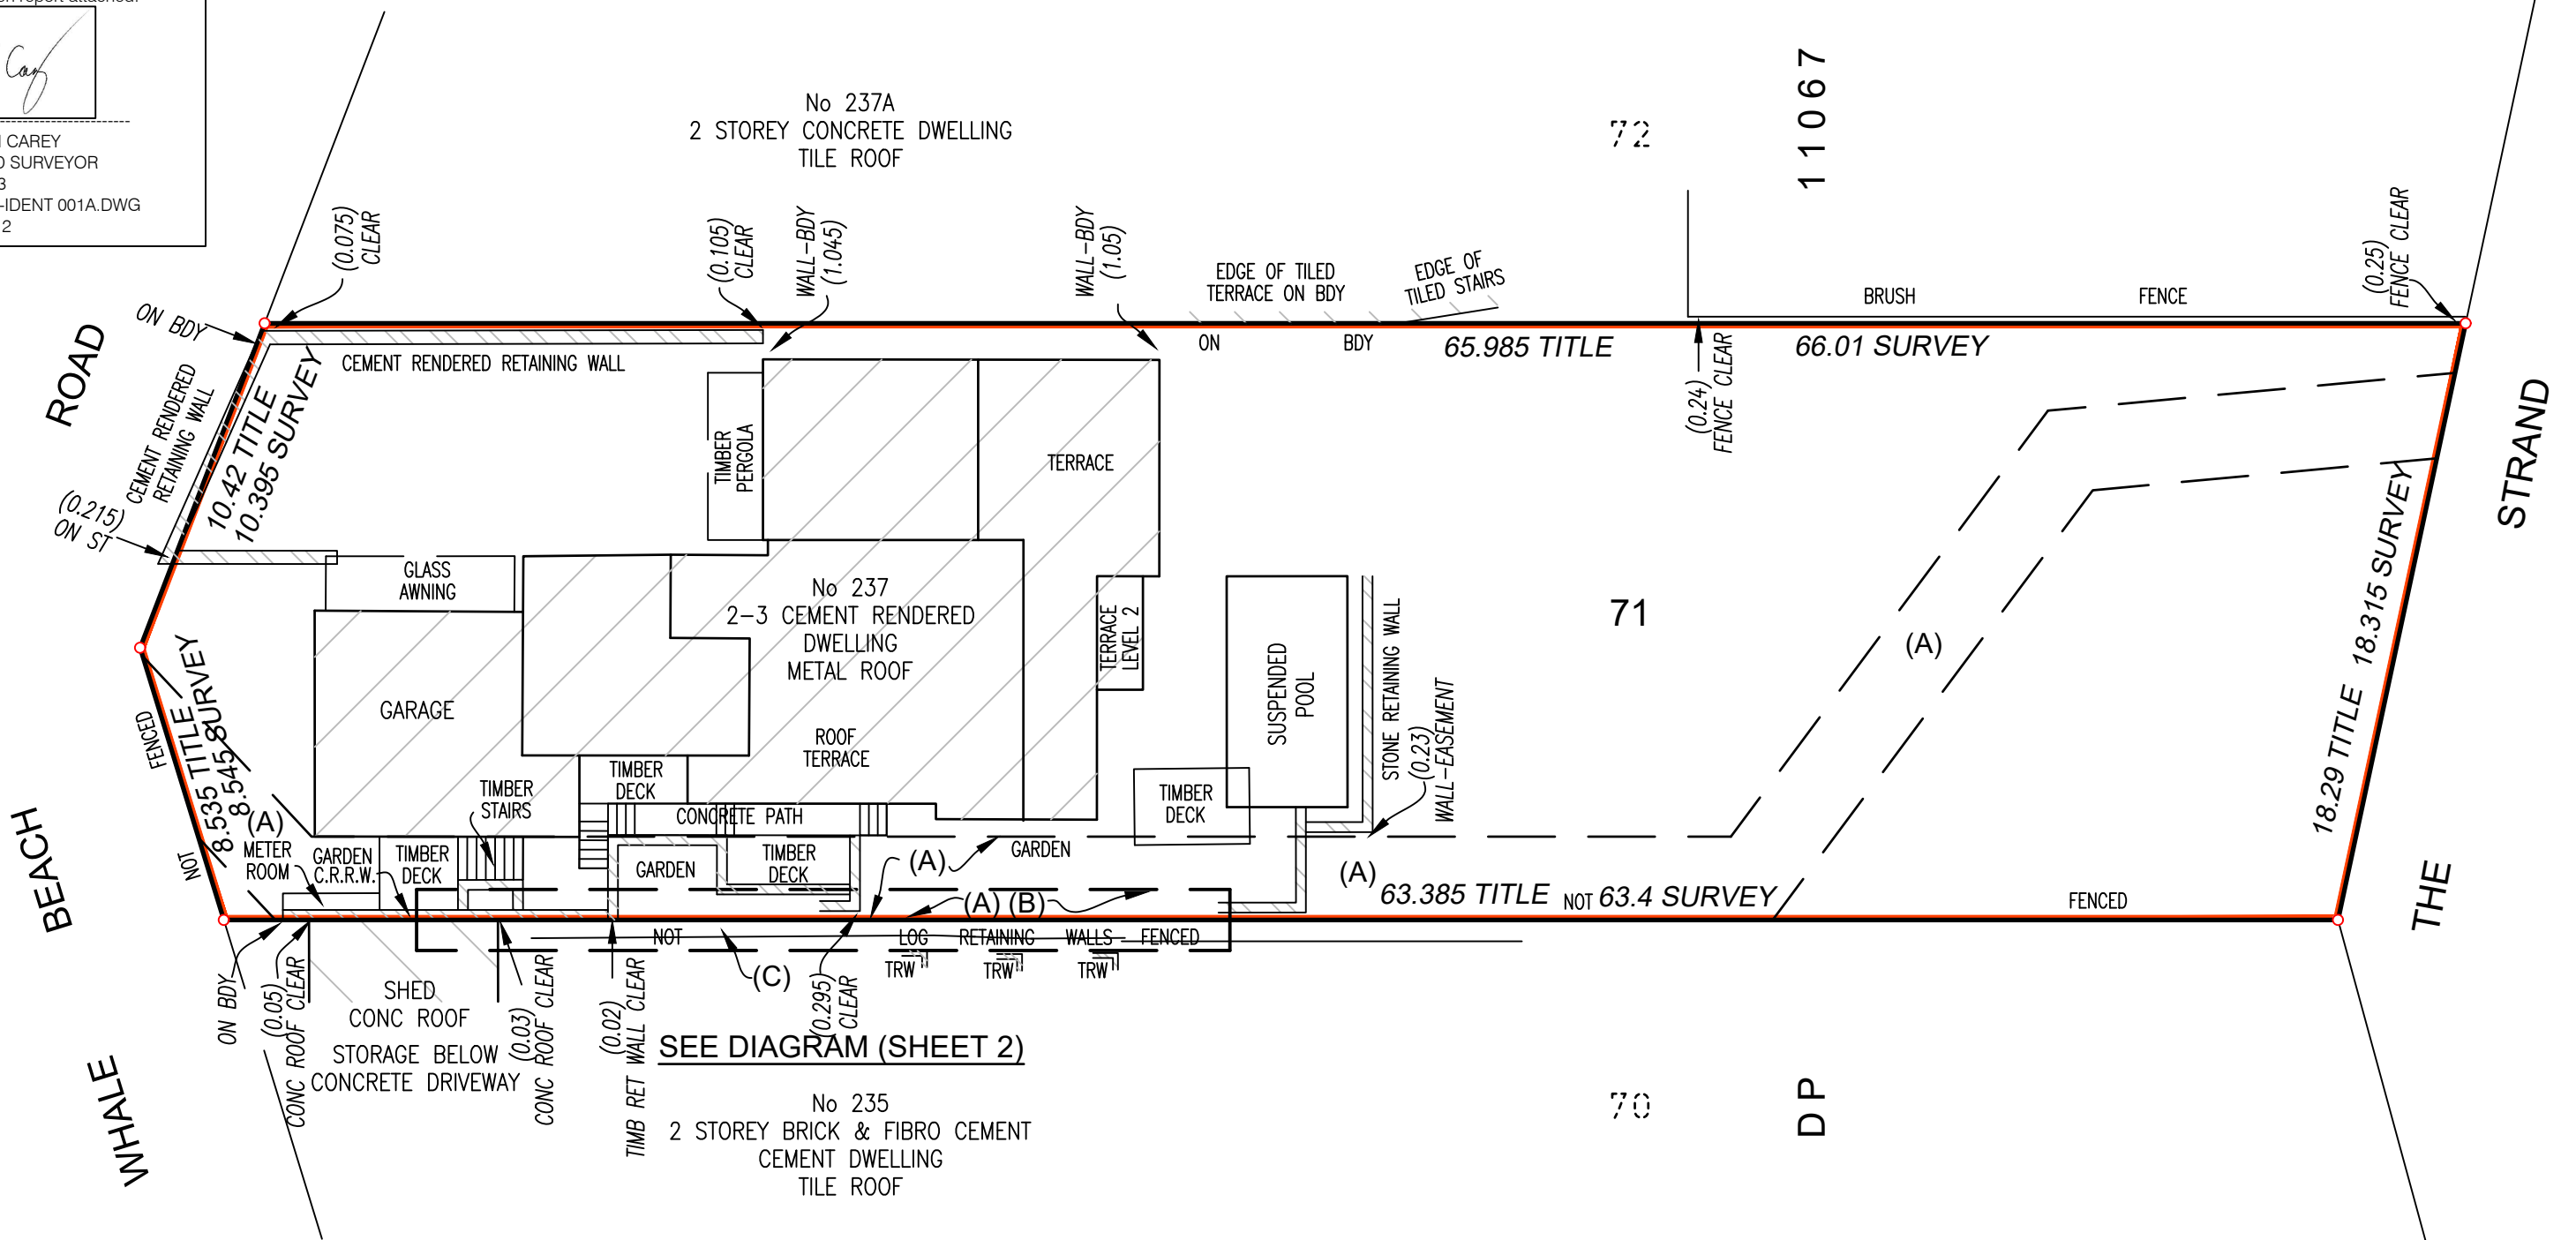 on report attached.
CAREY
SURVEYOR
3
-IDENT 001A.DWG
2
No 237A
2 STOREY CONCRETE DWELLING
TILE ROOF
72
11067
(0.075)
CLEAR
(0.105)
CLEAR
WALL-BDY
(1.045)
WALL-BDY
(1.05)
EDGE OF TILED
TERRACE ON BDY
EDGE OF
TILED STAIRS
BRUSH FENCE
(0.25)
FENCE CLEAR
ON BDY
ROAD
CEMENT RENDERED RETAINING WALL
ON BDY
65.985 TITLE
66.01 SURVEY
(0.24)
FENCE CLEAR
CEMENT RENDERED
RETAINING WALL
10.42 TITLE
10.395 SURVEY
(0.215)
ON ST
TIMBER
PERGOLA
TERRACE
STRAND
GLASS
AWNING
No 237
2-3 CEMENT RENDERED
DWELLING
METAL ROOF
TERRACE
LEVEL 2
SUSPENDED
POOL
STONE RETAINING WALL
71
(A)
18.29 TITLE 18.315 SURVEY
GARAGE
ROOF
TERRACE
(0.23)
WALL-EASEMENT
NOT FENCED
8.535 TITLE
8.545 SURVEY
TIMBER
STAIRS
TIMBER
DECK
CONCRETE PATH
TIMBER
DECK
(A)
METER
ROOM
GARDEN
C.R.R.W.
TIMBER
DECK
GARDEN
TIMBER
DECK
(A)
GARDEN
(A)
(A) (B)
63.385 TITLE NOT 63.4 SURVEY
FENCED
BEACH
THE
NOT LOG RETAINING WALLS FENCED
TRW
TRW
TRW
(C)
ON BDY
(0.05)
CONC ROOF CLEAR
SHED
CONC ROOF
(0.03)
CONC ROOF CLEAR
(0.02)
TIMB RET WALL CLEAR
(0.295)
CLEAR
SEE DIAGRAM (SHEET 2)
STORAGE BELOW
CONCRETE DRIVEWAY
WHALE
No 235
2 STOREY BRICK & FIBRO CEMENT
CEMENT DWELLING
TILE ROOF
70
DP